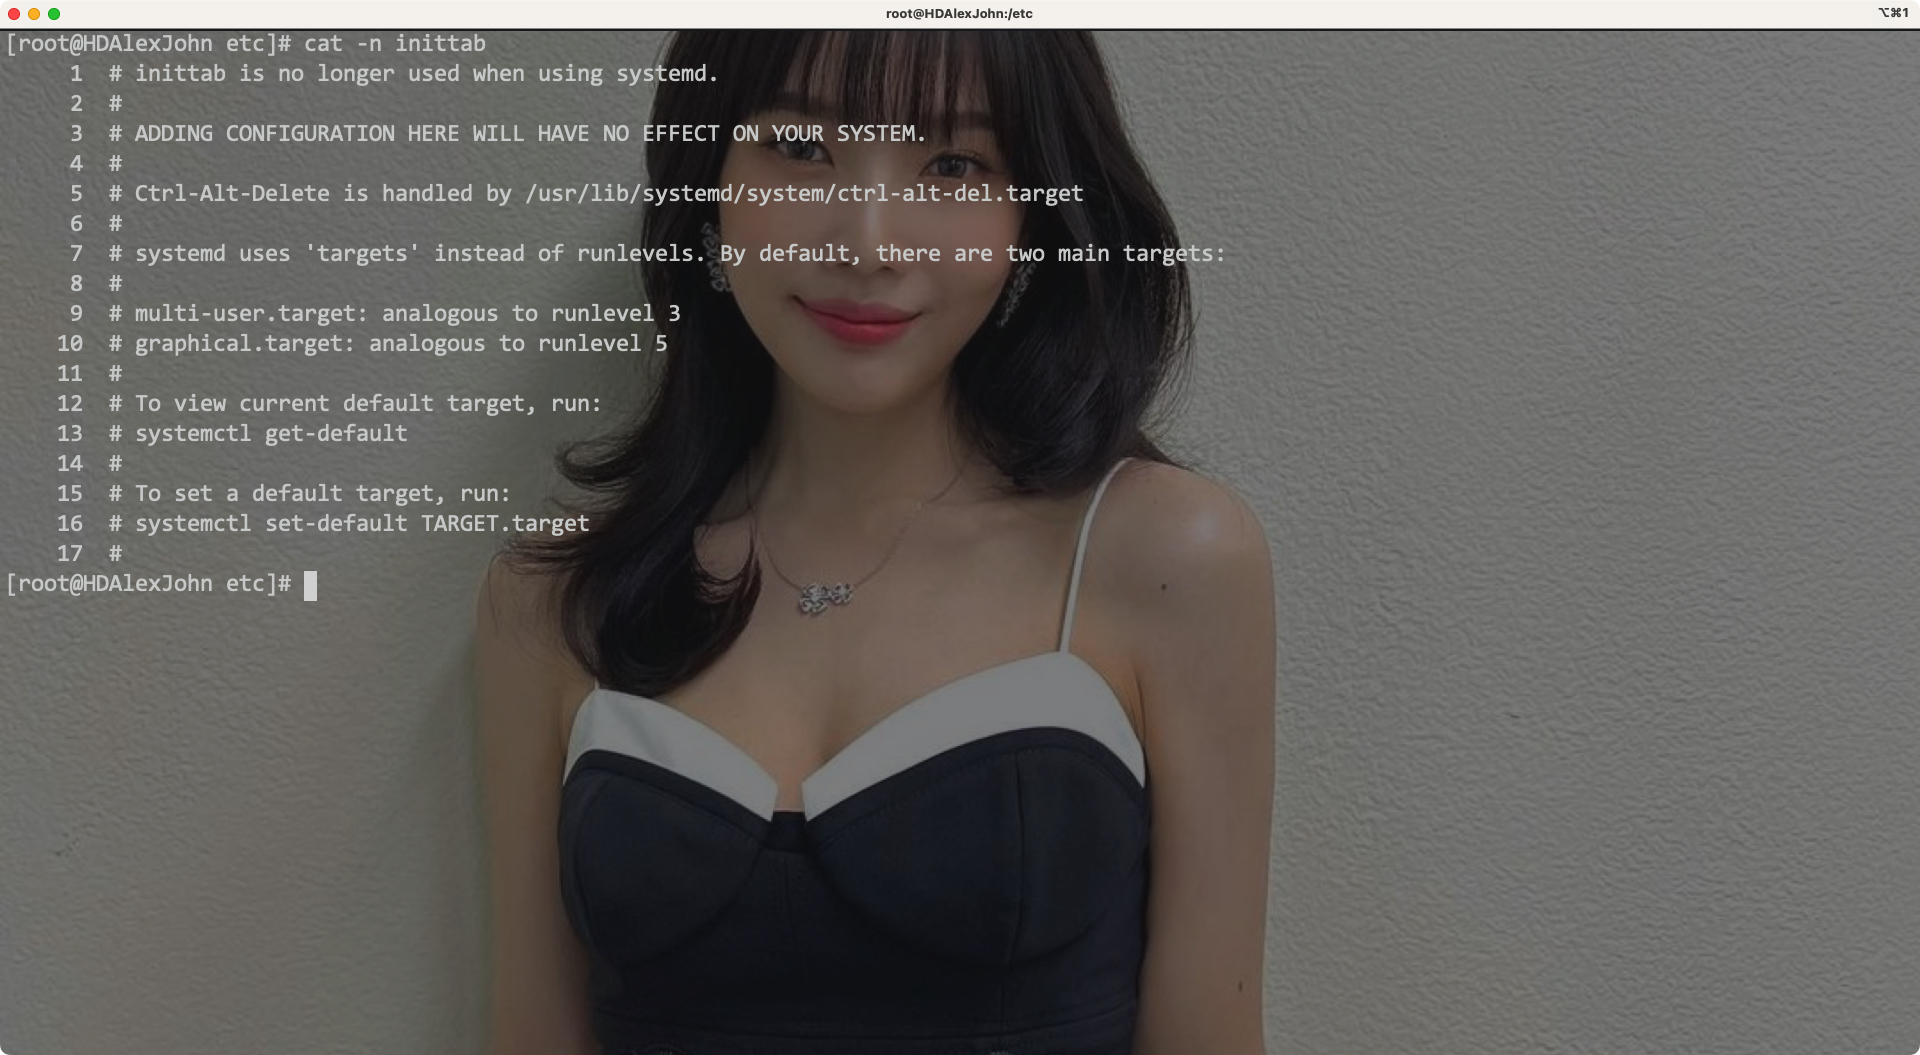 root@HDAlexJohn:/etc
⌥⌘1
[root@HDAlexJohn etc]# cat -n inittab
     1  # inittab is no longer used when using systemd.
     2  #
     3  # ADDING CONFIGURATION HERE WILL HAVE NO EFFECT ON YOUR SYSTEM.
     4  #
     5  # Ctrl-Alt-Delete is handled by /usr/lib/systemd/system/ctrl-alt-del.target
     6  #
     7  # systemd uses 'targets' instead of runlevels. By default, there are two main targets:
     8  #
     9  # multi-user.target: analogous to runlevel 3
    10  # graphical.target: analogous to runlevel 5
    11  #
    12  # To view current default target, run:
    13  # systemctl get-default
    14  #
    15  # To set a default target, run:
    16  # systemctl set-default TARGET.target
    17  #
[root@HDAlexJohn etc]#